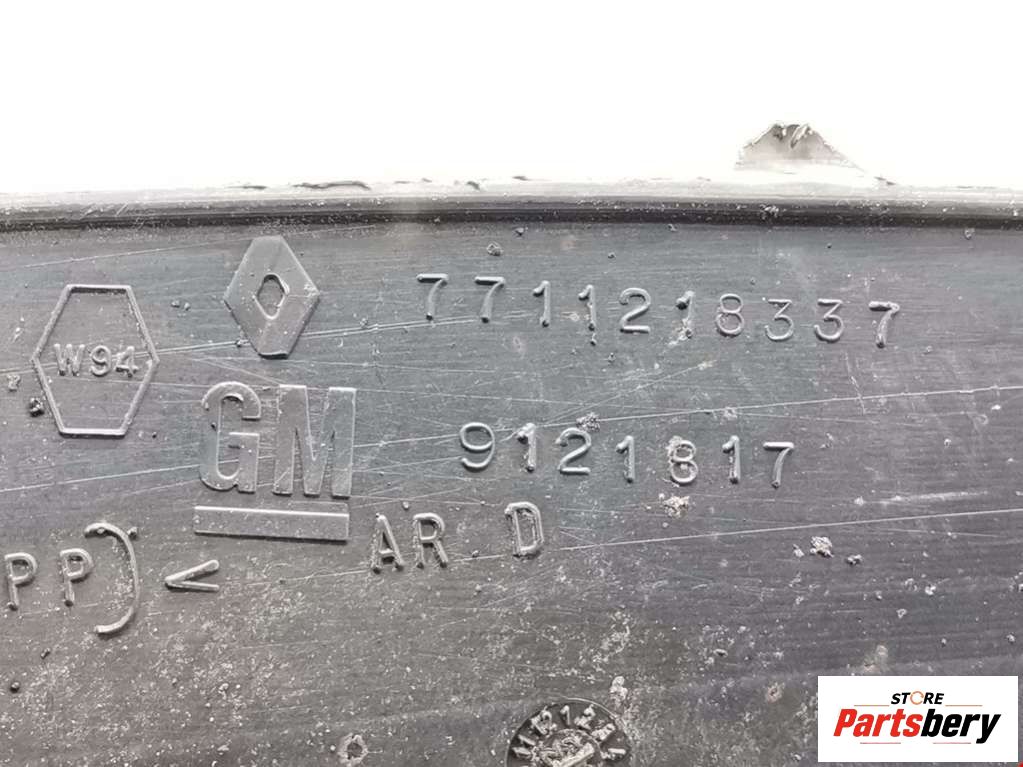 7711218337
W94
GM
9121817
AR D
PP)<
STORE
Partsbery